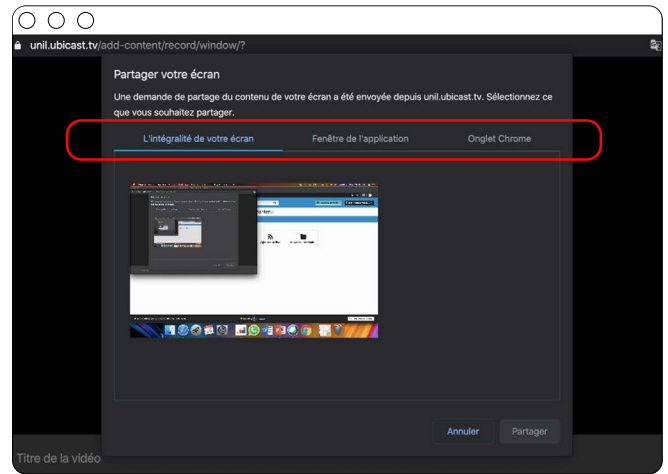 unil.ubicast.tv/add-content/record/window/?
Partager votre écran
Une demande de partage du contenu de votre écran a été envoyée depuis unil.ubicast.tv. Sélectionnez ce
que vous souhaitez partager.
L'intégralité de votre écran Fenêtre de l'application Onglet Chrome
Annuler Partager
Titre de la vidéo